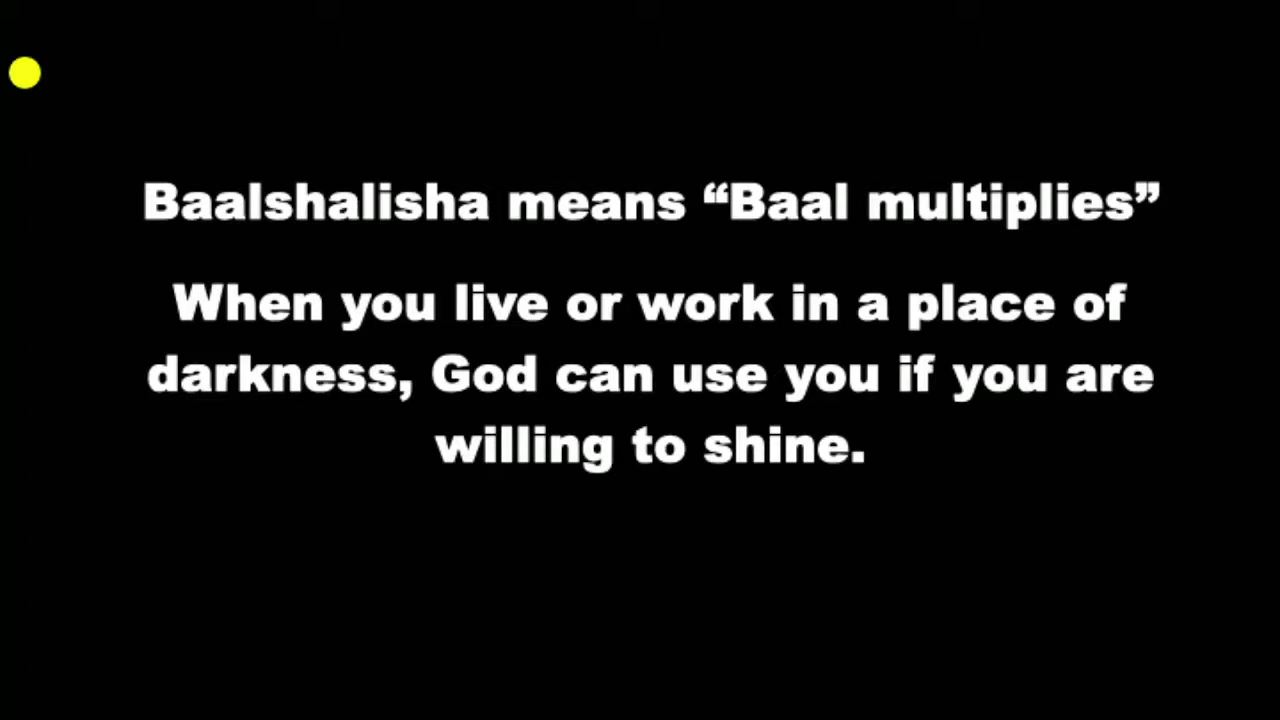 Baalshalisha means “Baal multiplies”
When you live or work in a place of
darkness, God can use you if you are
willing to shine.